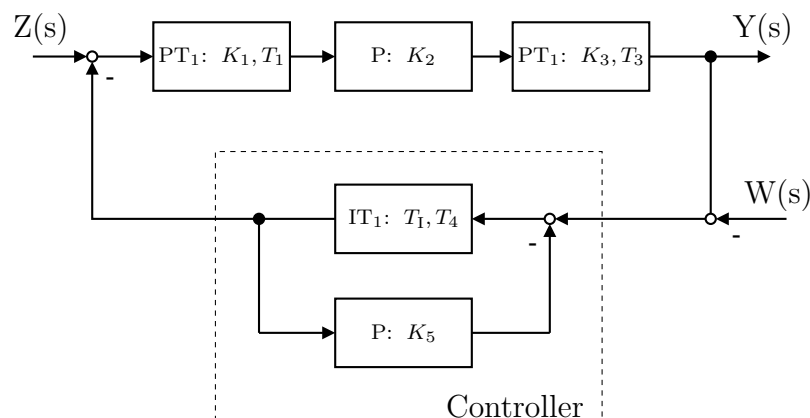 Z(s)
Y(s)
PT₁: K₁, T₁
P: K₂
PT₁: K₃, T₃
-
W(s)
IT₁: T_I, T₄
-
-
P: K₅
Controller